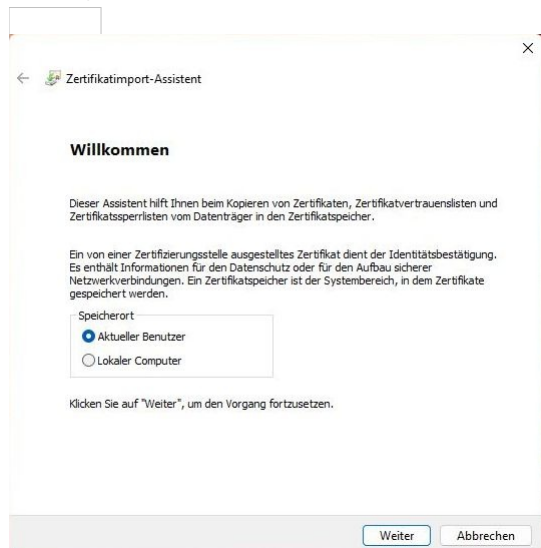 Zertifikatimport-Assistent
Willkommen
Dieser Assistent hilft Ihnen beim Kopieren von Zertifikaten, Zertifikatvertrauenslisten und
Zertifikatssperrlisten vom Datenträger in den Zertifikatspeicher.
Ein von einer Zertifizierungsstelle ausgestelltes Zertifikat dient der Identitätsbestätigung.
Es enthält Informationen für den Datenschutz oder für den Aufbau sicherer
Netzwerkverbindungen. Ein Zertifikatspeicher ist der Systembereich, in dem Zertifikate
gespeichert werden.
Speicherort
Aktueller Benutzer
Lokaler Computer
Klicken Sie auf "Weiter", um den Vorgang fortzusetzen.
Weiter Abbrechen